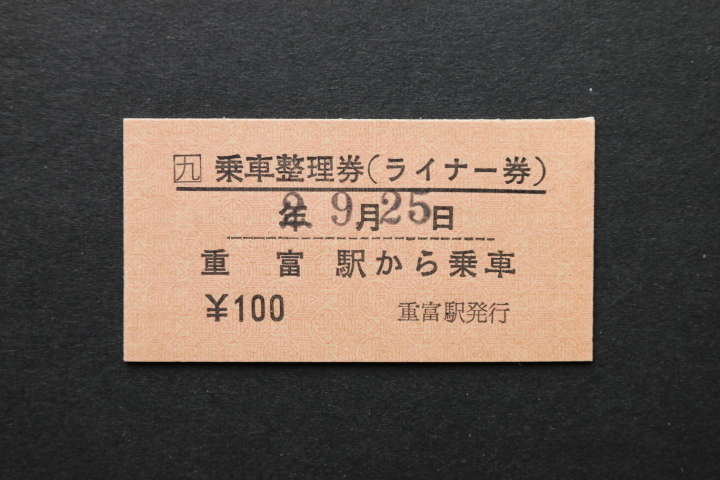 九 乗車整理券(ライナー券)
2年 9月25日
重富駅から乗車
¥100 重富駅発行